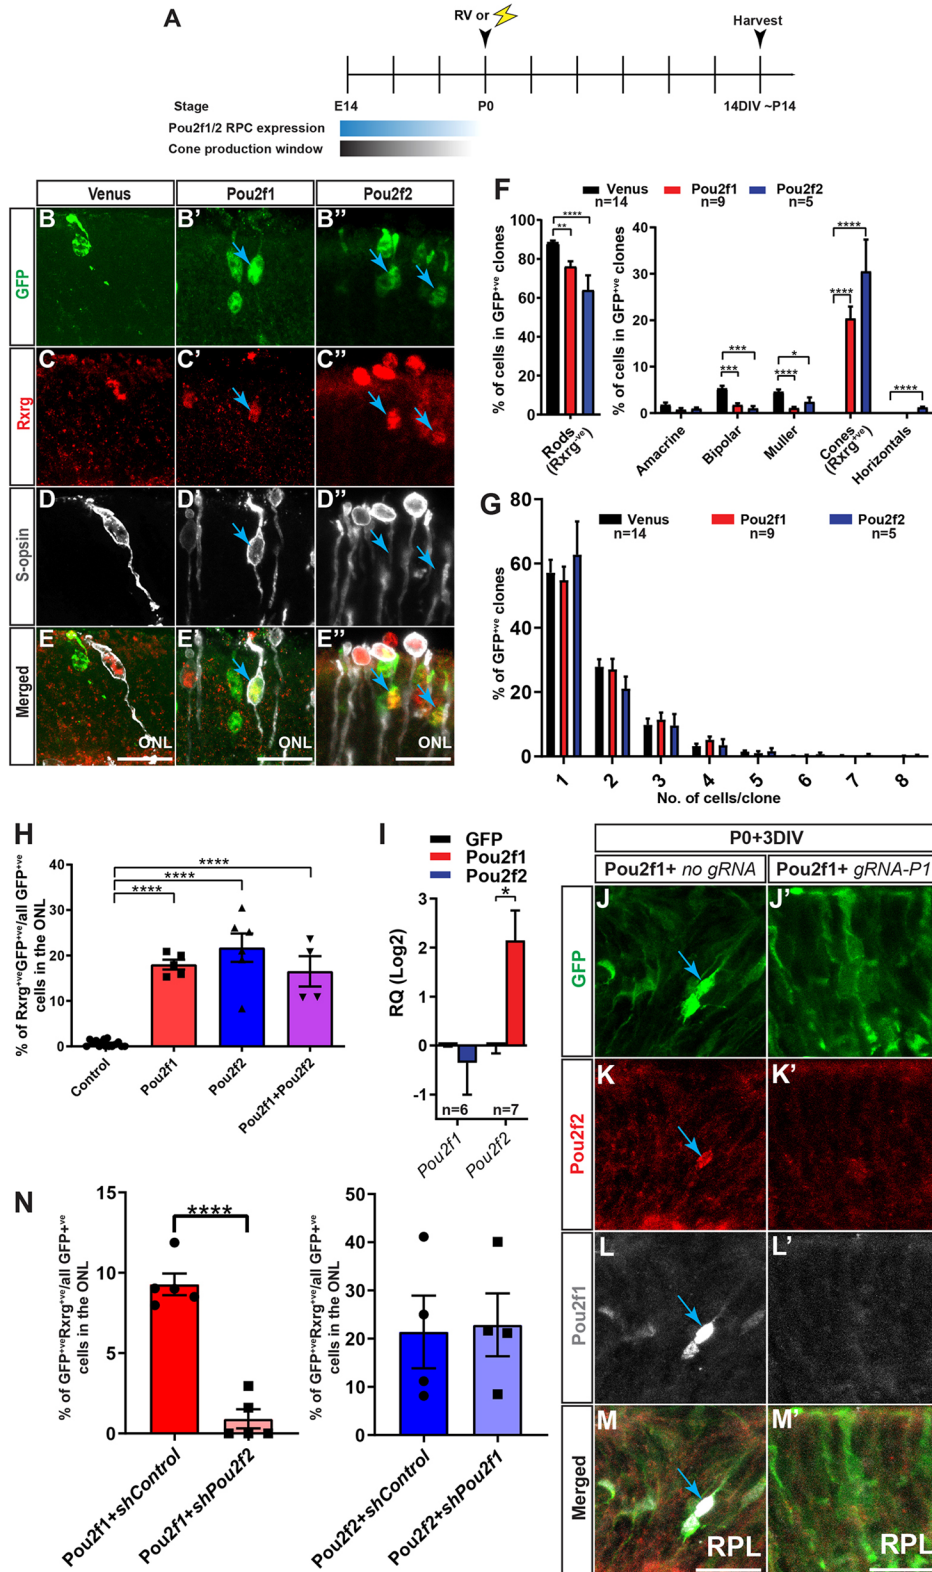 A
RV or
Harvest
Stage
E14
P0
14DIV ~P14
Pou2f1/2 RPC expression
Cone production window
Venus
Pou2f1
Pou2f2
GFP
B
B'
B''
Rxrg
C
C'
C''
S-opsin
D
D'
D''
Merged
E
E'
E''
ONL
ONL
ONL
F
Venus
n=14
Pou2f1
n=9
Pou2f2
n=5
% of cells in GFP+ve clones
100
80
60
40
20
0
****
**
Rods
(Rxrg-ve)
% of cells in GFP+ve clones
40
30
20
10
0
***
***
*
****
****
****
****
Amacrine
Bipolar
Muller
Cones
(Rxrg+ve)
Horizontals
G
Venus
n=14
Pou2f1
n=9
Pou2f2
n=5
% of GFP+ve clones
80
60
40
20
0
1
2
3
4
5
6
7
8
No. of cells/clone
H
% of Rxrg+veGFP+ve/all GFP+ve
cells in the ONL
40
30
20
10
0
****
****
****
Control
Pou2f1
Pou2f2
Pou2f1+Pou2f2
I
GFP
Pou2f1
Pou2f2
RQ (Log2)
3
2
1
0
-1
*
n=6
n=7
Pou2f1
Pou2f2
P0+3DIV
Pou2f1+ no gRNA
Pou2f1+ gRNA-P1
GFP
J
J'
Pou2f2
K
K'
Pou2f1
L
L'
Merged
M
M'
RPL
RPL
N
% of GFP+veRxrg+ve/all GFP+ve
cells in the ONL
15
10
5
0
****
Pou2f1+shControl
Pou2f1+shPou2f2
% of GFP+veRxrg+ve/all GFP+ve
cells in the ONL
50
40
30
20
10
0
Pou2f2+shControl
Pou2f2+shPou2f1